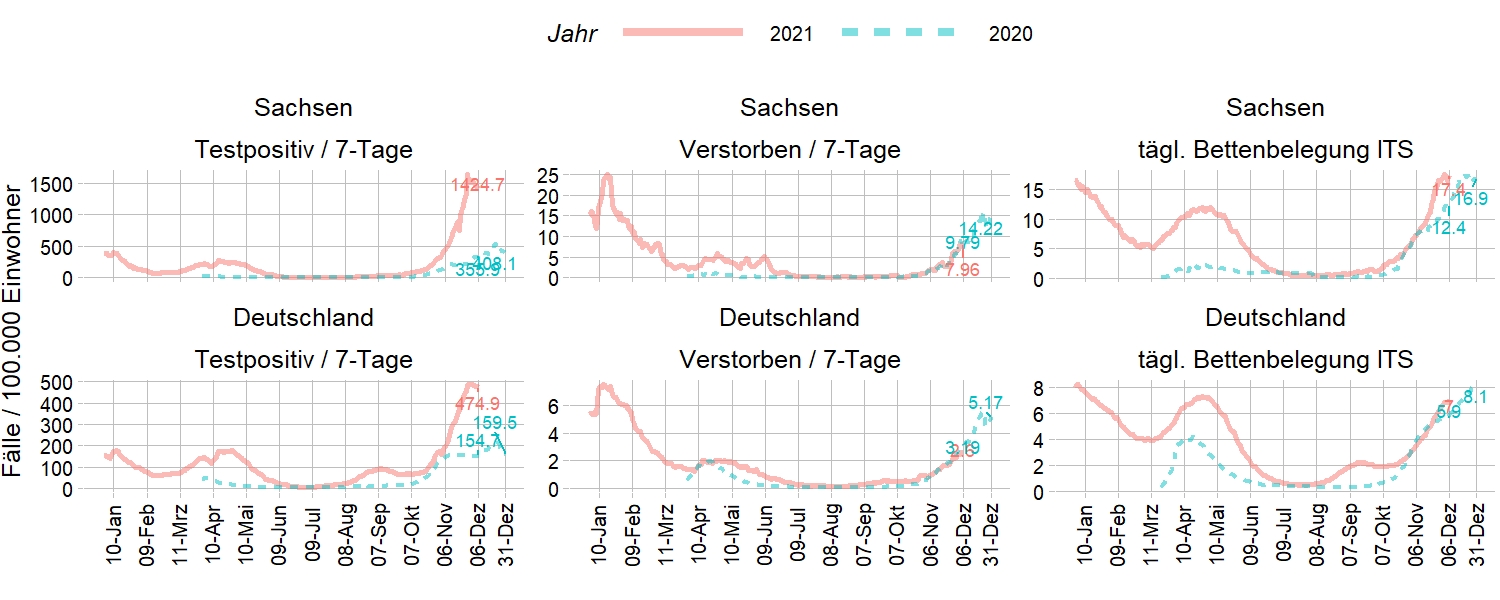 Jahr 2021 2020
Fälle / 100.000 Einwohner
Sachsen
Testpositiv / 7-Tage
1500
1000
500
0
1424.7
355.9
408.1
Sachsen
Verstorben / 7-Tage
25
20
15
10
5
0
14.22
9.79
7.96
Sachsen
tägl. Bettenbelegung ITS
15
10
5
0
17.4
16.9
12.4
Deutschland
Testpositiv / 7-Tage
500
400
300
200
100
0
474.9
159.5
154.7
10-Jan 09-Feb 11-Mrz 10-Apr 10-Mai 09-Jun 09-Jul 08-Aug 07-Sep 07-Okt 06-Nov 06-Dez 31-Dez
Deutschland
Verstorben / 7-Tage
6
4
2
0
5.17
3.19
2.6
10-Jan 09-Feb 11-Mrz 10-Apr 10-Mai 09-Jun 09-Jul 08-Aug 07-Sep 07-Okt 06-Nov 06-Dez 31-Dez
Deutschland
tägl. Bettenbelegung ITS
8
6
4
2
0
8.1
7
5.9
10-Jan 09-Feb 11-Mrz 10-Apr 10-Mai 09-Jun 09-Jul 08-Aug 07-Sep 07-Okt 06-Nov 06-Dez 31-Dez